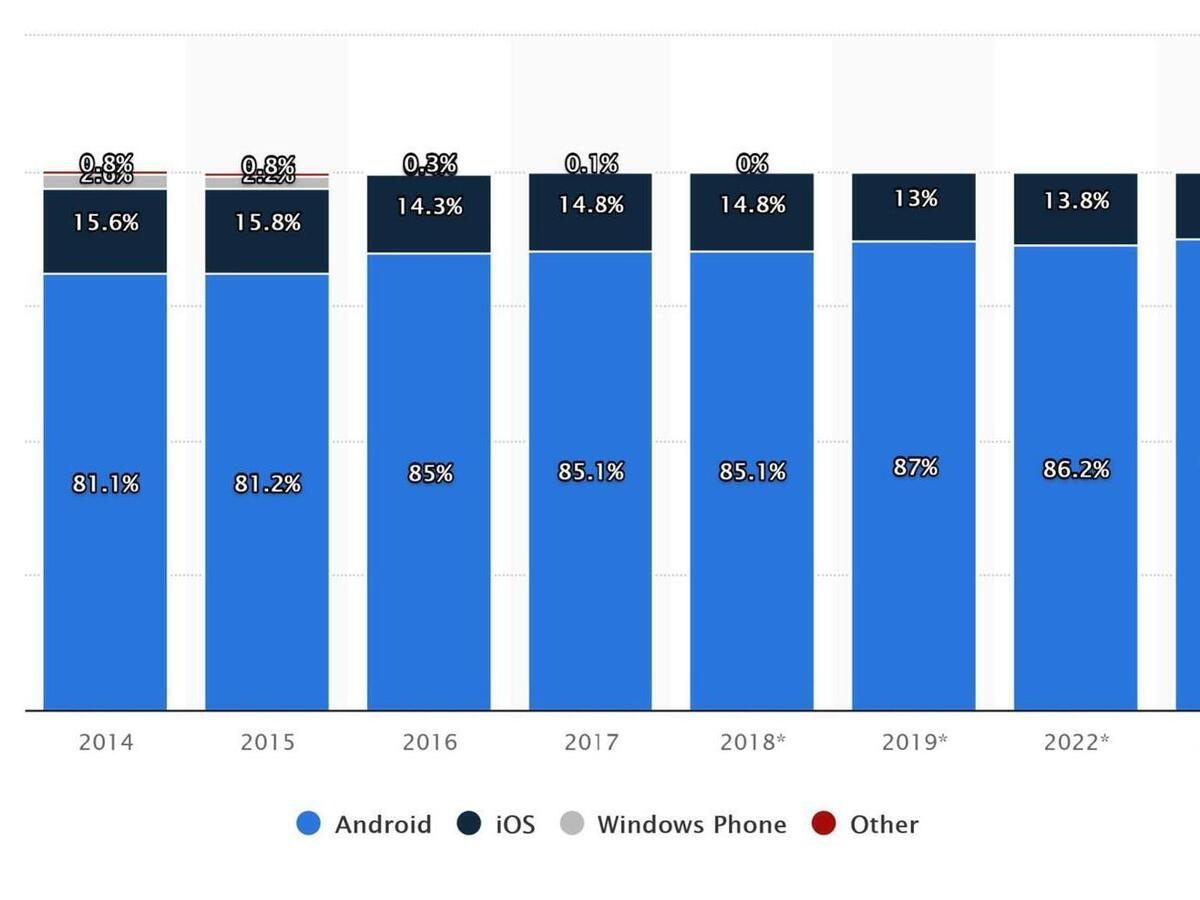 0.8% 0.8% 0.3% 0.1% 0%
15.6% 15.8% 14.3% 14.8% 14.8% 13% 13.8%
81.1% 81.2% 85% 85.1% 85.1% 87% 86.2%
2014 2015 2016 2017 2018* 2019* 2022*
Android iOS Windows Phone Other